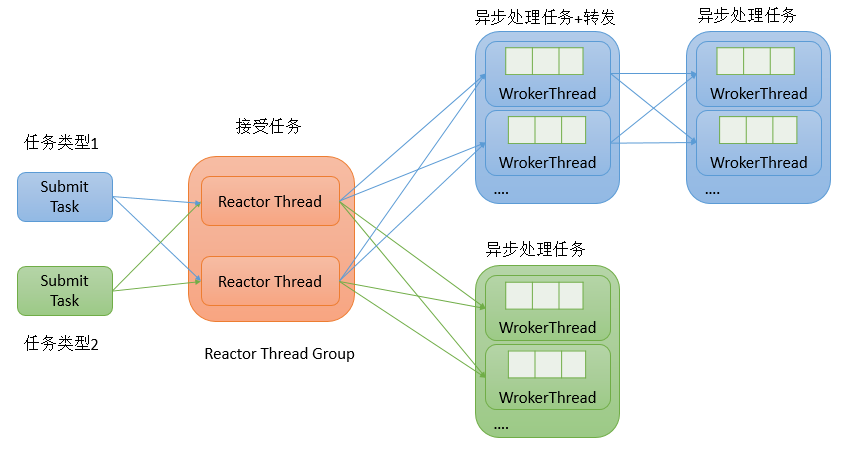 异步处理任务+转发
异步处理任务
WrokerThread
WrokerThread
WrokerThread
WrokerThread
....
....
接受任务
任务类型1
Submit
Task
Reactor Thread
Reactor Thread
Submit
Task
任务类型2
Reactor Thread Group
异步处理任务
WrokerThread
WrokerThread
....